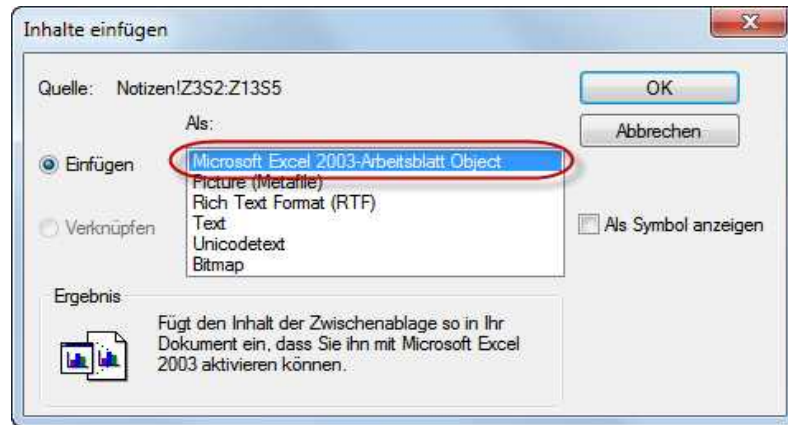 Inhalte einfügen
Quelle: Notizen!Z3S2:Z13S5
Als:
Einfügen
Verknüpfen
Microsoft Excel 2003-Arbeitsblatt Object
Picture (Metafile)
Rich Text Format (RTF)
Text
Unicodetext
Bitmap
OK
Abbrechen
Als Symbol anzeigen
Ergebnis
Fügt den Inhalt der Zwischenablage so in Ihr
Dokument ein, dass Sie ihn mit Microsoft Excel
2003 aktivieren können.